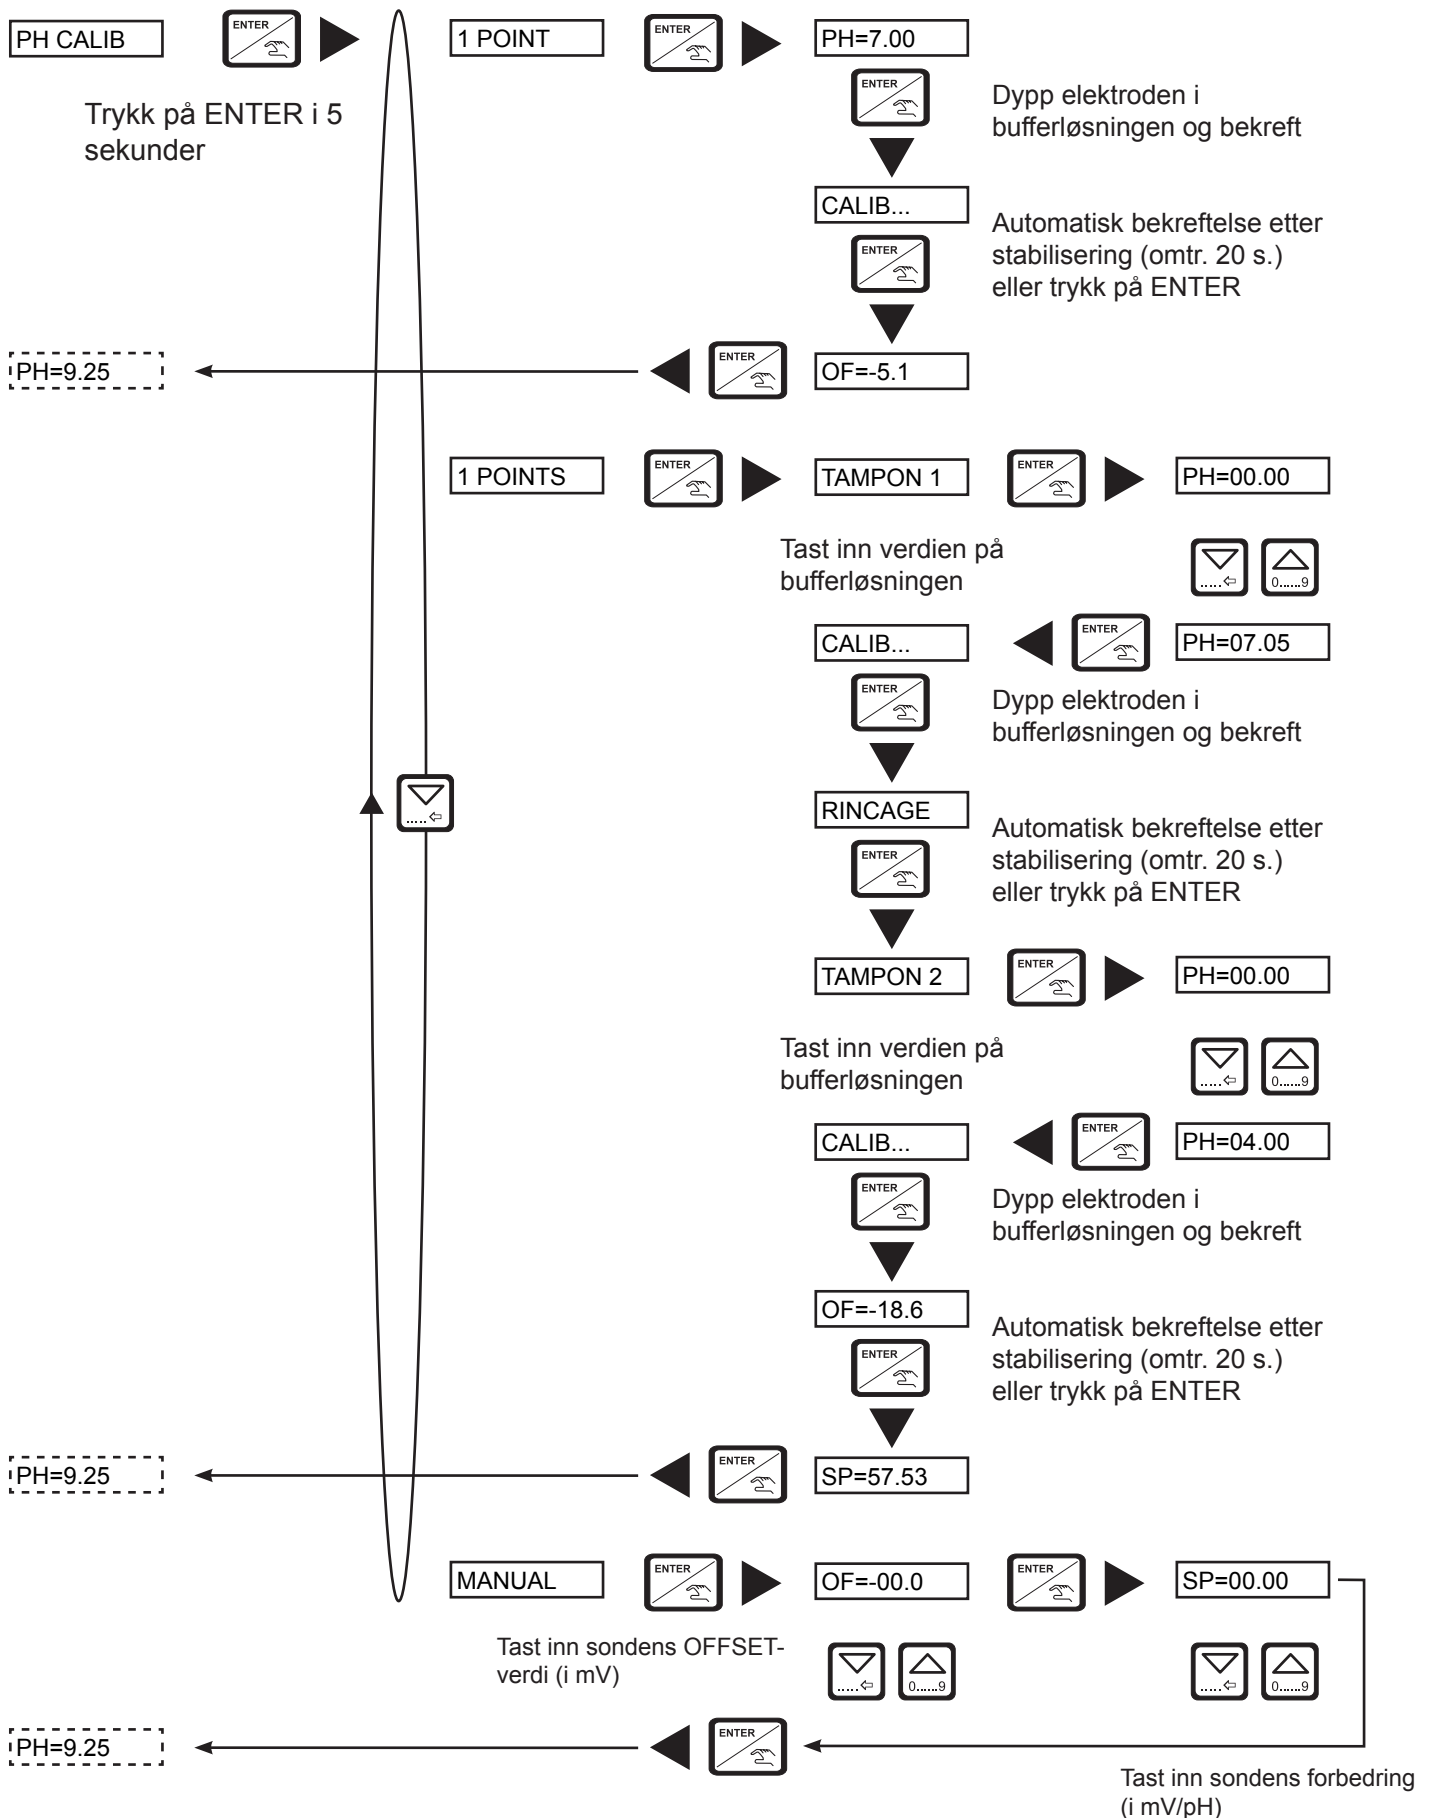 PH CALIB
ENTER
1 POINT
ENTER
PH=7.00
Trykk på ENTER i 5
sekunder
ENTER
Dypp elektroden i
bufferløsningen og bekreft
CALIB...
ENTER
Automatisk bekreftelse etter
stabilisering (omtr. 20 s.)
eller trykk på ENTER
PH=9.25
ENTER
OF=-5.1
1 POINTS
ENTER
TAMPON 1
ENTER
PH=00.00
Tast inn verdien på
bufferløsningen
.....
0......9
CALIB...
ENTER
PH=07.05
ENTER
Dypp elektroden i
bufferløsningen og bekreft
.....
RINCAGE
ENTER
Automatisk bekreftelse etter
stabilisering (omtr. 20 s.)
eller trykk på ENTER
TAMPON 2
ENTER
PH=00.00
Tast inn verdien på
bufferløsningen
.....
0......9
CALIB...
ENTER
PH=04.00
ENTER
Dypp elektroden i
bufferløsningen og bekreft
OF=-18.6
ENTER
Automatisk bekreftelse etter
stabilisering (omtr. 20 s.)
eller trykk på ENTER
PH=9.25
ENTER
SP=57.53
MANUAL
ENTER
OF=-00.0
ENTER
SP=00.00
Tast inn sondens OFFSET-
verdi (i mV)
.....
0......9
.....
0......9
PH=9.25
ENTER
Tast inn sondens forbedring
(i mV/pH)